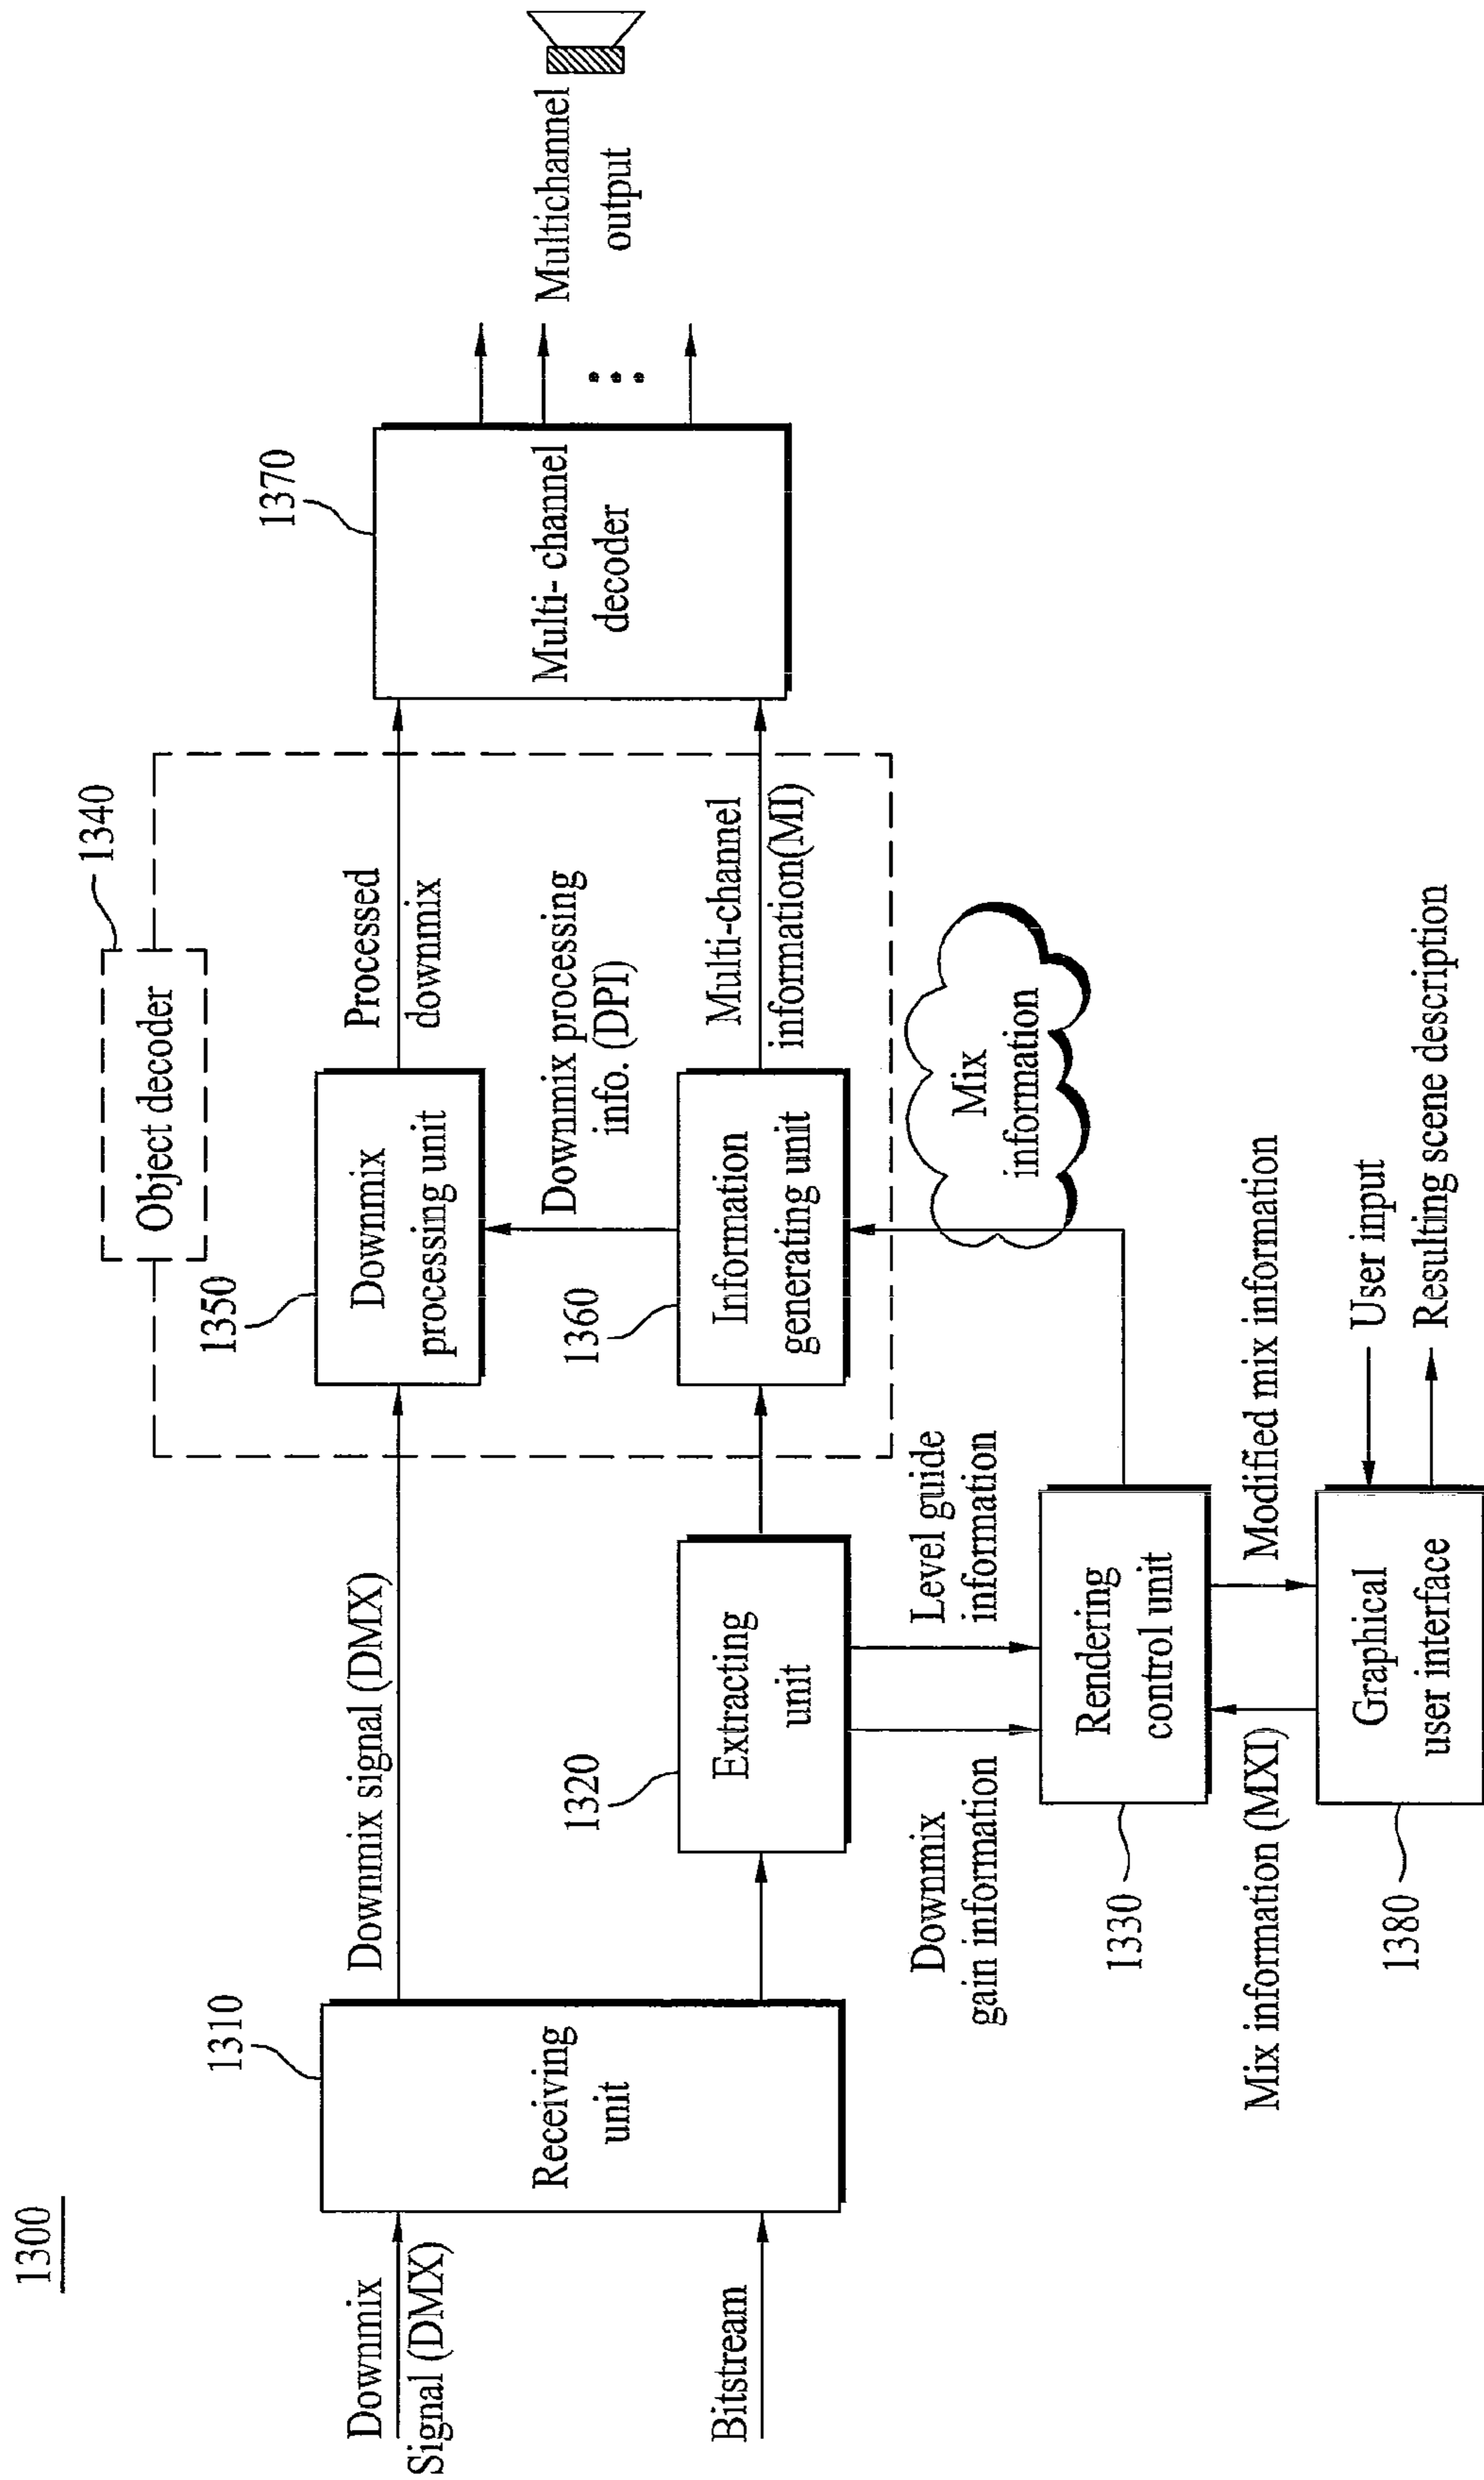 1300
Downmix
Signal (DMX)
Bitstream
1310
Receiving
unit
Downmix signal (DMX)
1320
Extracting
unit
Downmix
gain information
Level guide
information
1330
Rendering
control unit
Mix information (MXI)
Modified mix information
1380
Graphical
user interface
User input
Resulting scene description
Mix
information
1340
Object decoder
1350
Downmix
processing unit
1360
Information
generating unit
Downmix processing
info. (DPI)
Processed
downmix
Multi-channel
information(MI)
1370
Multi- channel
decoder
Multichannel
output